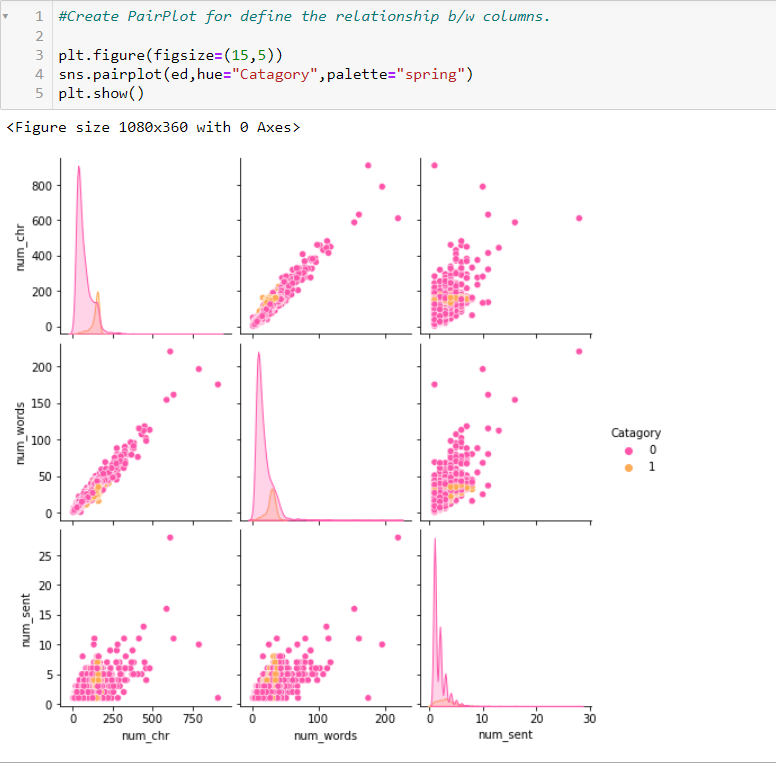 1 #Create PairPlot for define the relationship b/w columns.
2
3 plt.figure(figsize=(15,5))
4 sns.pairplot(ed,hue="Catagory",palette="spring")
5 plt.show()
<Figure size 1080x360 with 0 Axes>
800
600
400
200
0
num_chr
200
150
100
50
0
num_words
Catagory
0
1
25
20
15
10
5
0
num_sent
0 250 500 750
0 100 200
0 10 20 30
num_chr num_words num_sent